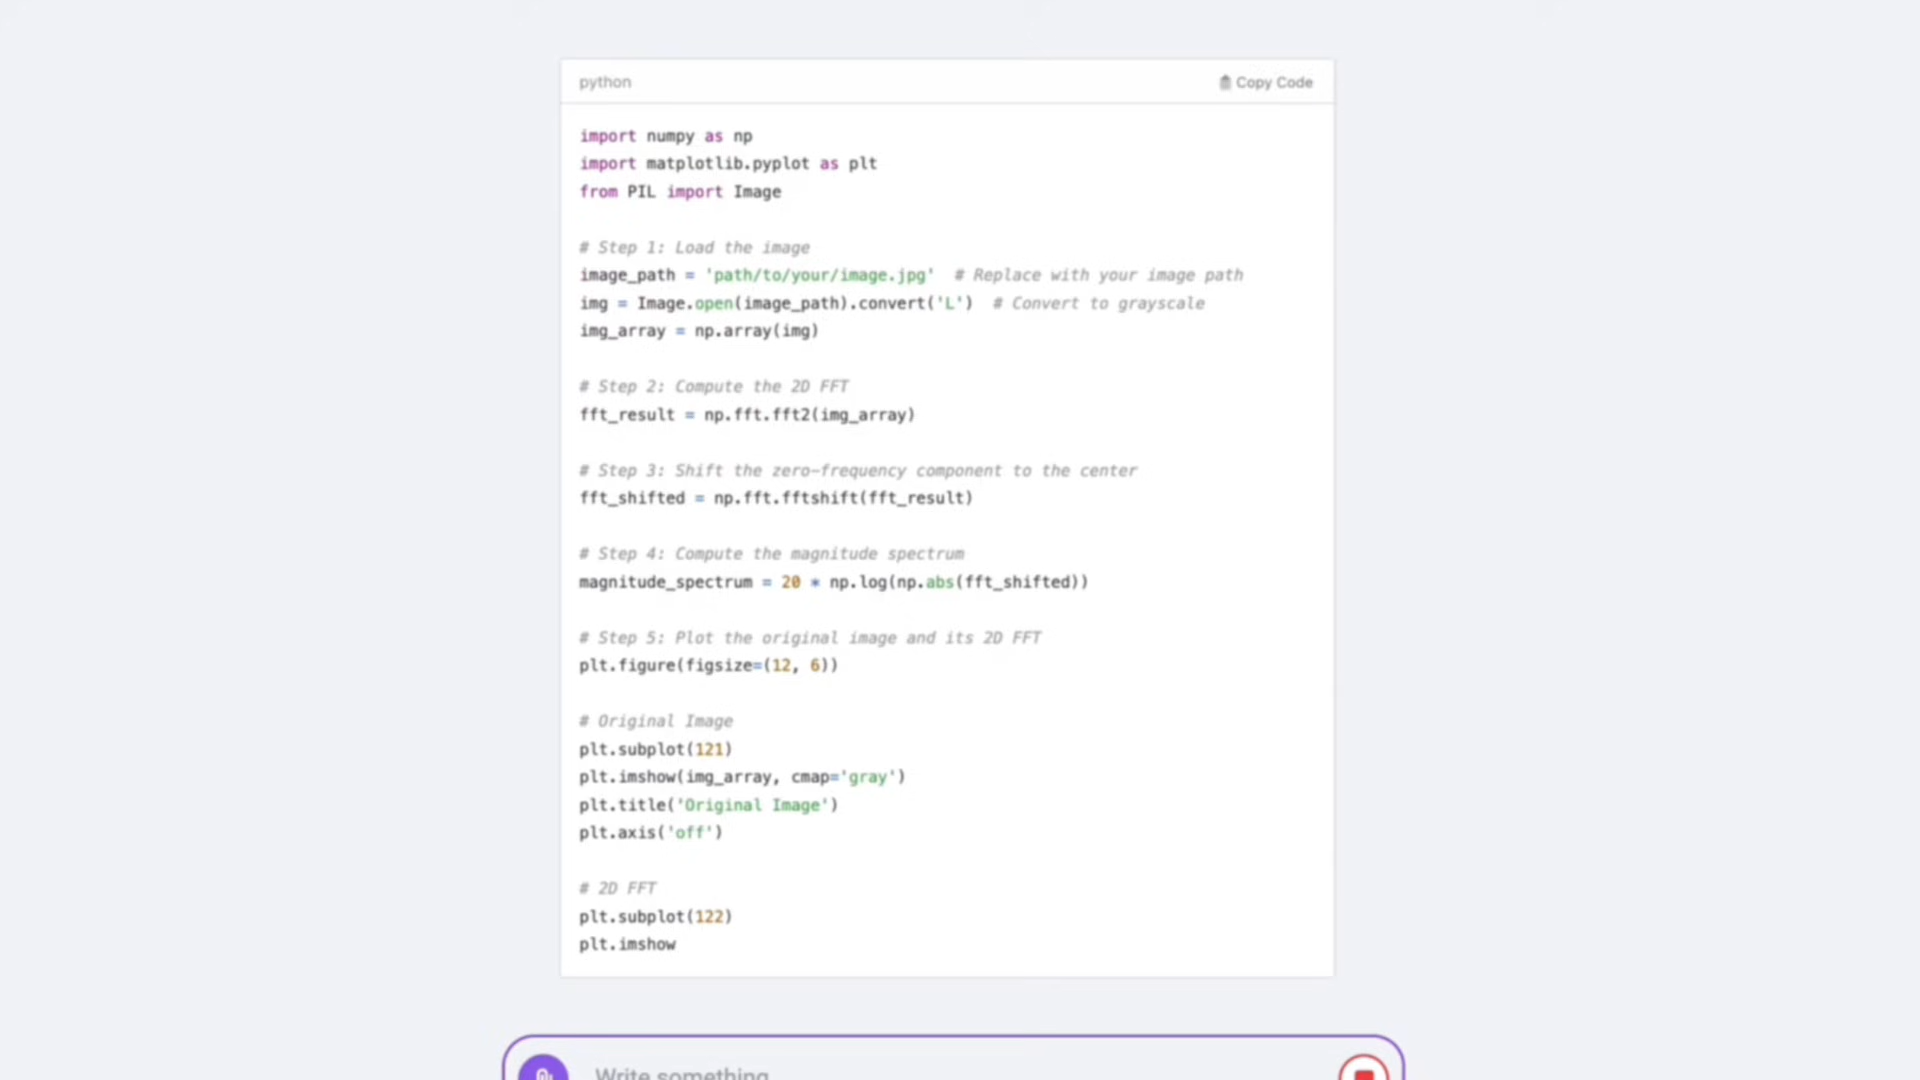 python
Copy Code
import numpy as np
import matplotlib.pyplot as plt
from PIL import Image
# Step 1: Load the image
image_path = 'path/to/your/image.jpg'  # Replace with your image path
img = Image.open(image_path).convert('L')  # Convert to grayscale
img_array = np.array(img)
# Step 2: Compute the 2D FFT
fft_result = np.fft.fft2(img_array)
# Step 3: Shift the zero-frequency component to the center
fft_shifted = np.fft.fftshift(fft_result)
# Step 4: Compute the magnitude spectrum
magnitude_spectrum = 20 * np.log(np.abs(fft_shifted))
# Step 5: Plot the original image and its 2D FFT
plt.figure(figsize=(12, 6))
# Original Image
plt.subplot(121)
plt.imshow(img_array, cmap='gray')
plt.title('Original Image')
plt.axis('off')
# 2D FFT
plt.subplot(122)
plt.imshow
Write something